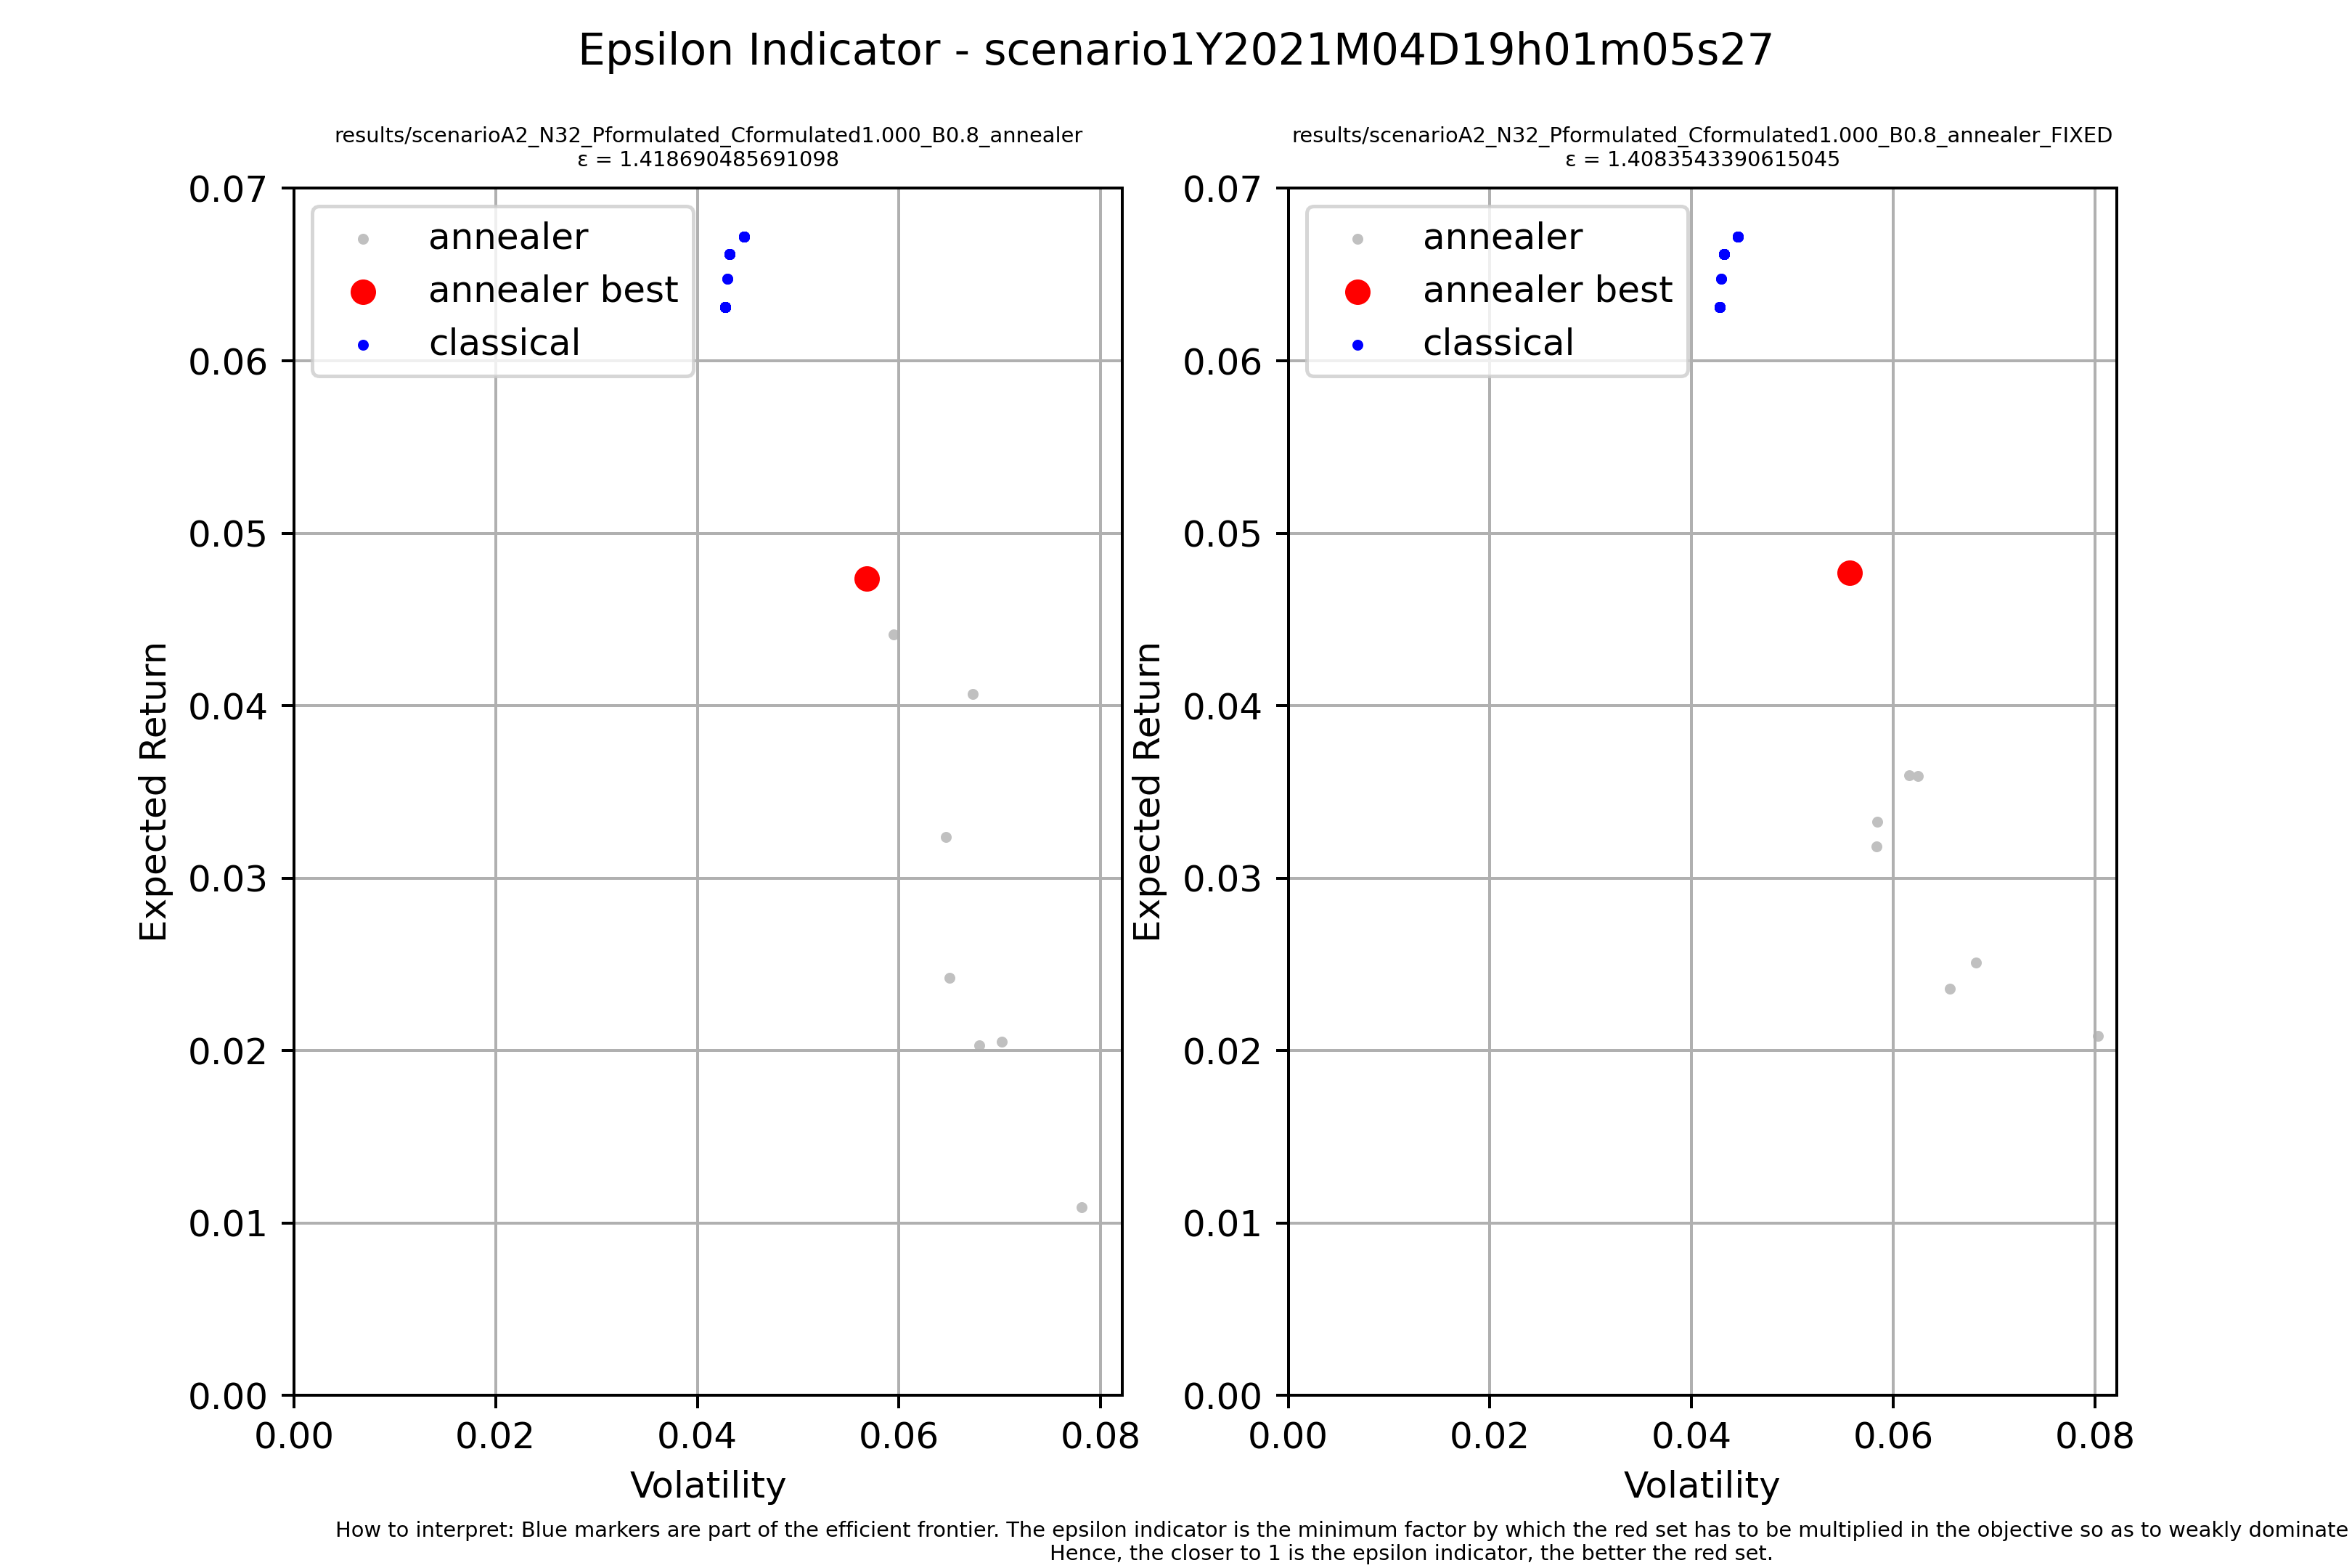 Epsilon Indicator - scenario1Y2021M04D19h01m05s27
results/scenarioA2_N32_Pformulated_Cformulated1.000_B0.8_annealer
ε = 1.418690485691098
0.07
0.06
0.05
0.04
0.03
0.02
0.01
0.00
annealer
annealer best
classical
Expected Return
0.00 0.02 0.04 0.06 0.08
Volatility
results/scenarioA2_N32_Pformulated_Cformulated1.000_B0.8_annealer_FIXED
ε = 1.4083543390615045
0.07
0.06
0.05
0.04
0.03
0.02
0.01
0.00
annealer
annealer best
classical
Expected Return
0.00 0.02 0.04 0.06 0.08
Volatility
How to interpret: Blue markers are part of the efficient frontier. The epsilon indicator is the minimum factor by which the red set has to be multiplied in the objective so as to weakly dominate
Hence, the closer to 1 is the epsilon indicator, the better the red set.